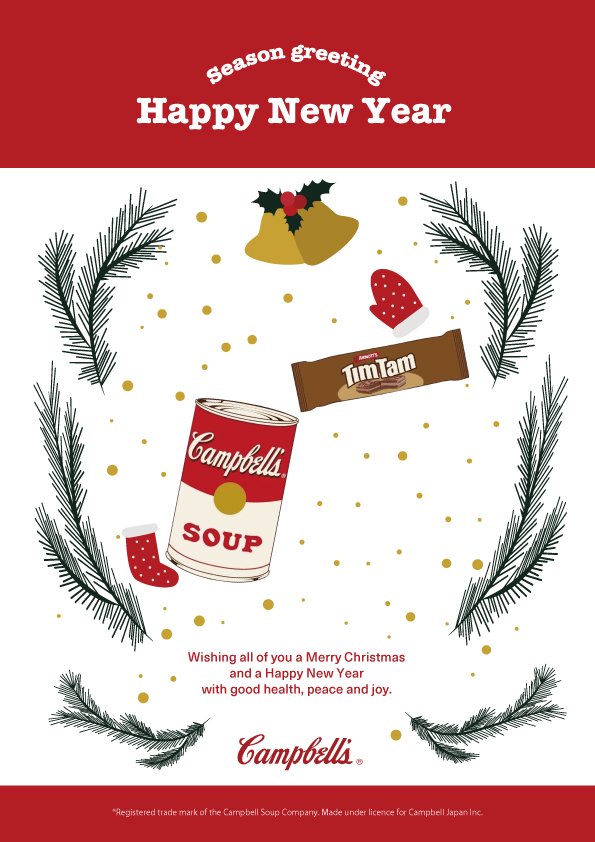 Season greeting
Happy New Year
ARNOTT'S
TimTam
Campbell's®
SOUP
Wishing all of you a Merry Christmas
and a Happy New Year
with good health, peace and joy.
Campbell's®
®Registered trade mark of the Campbell Soup Company. Made under licence for Campbell Japan Inc.